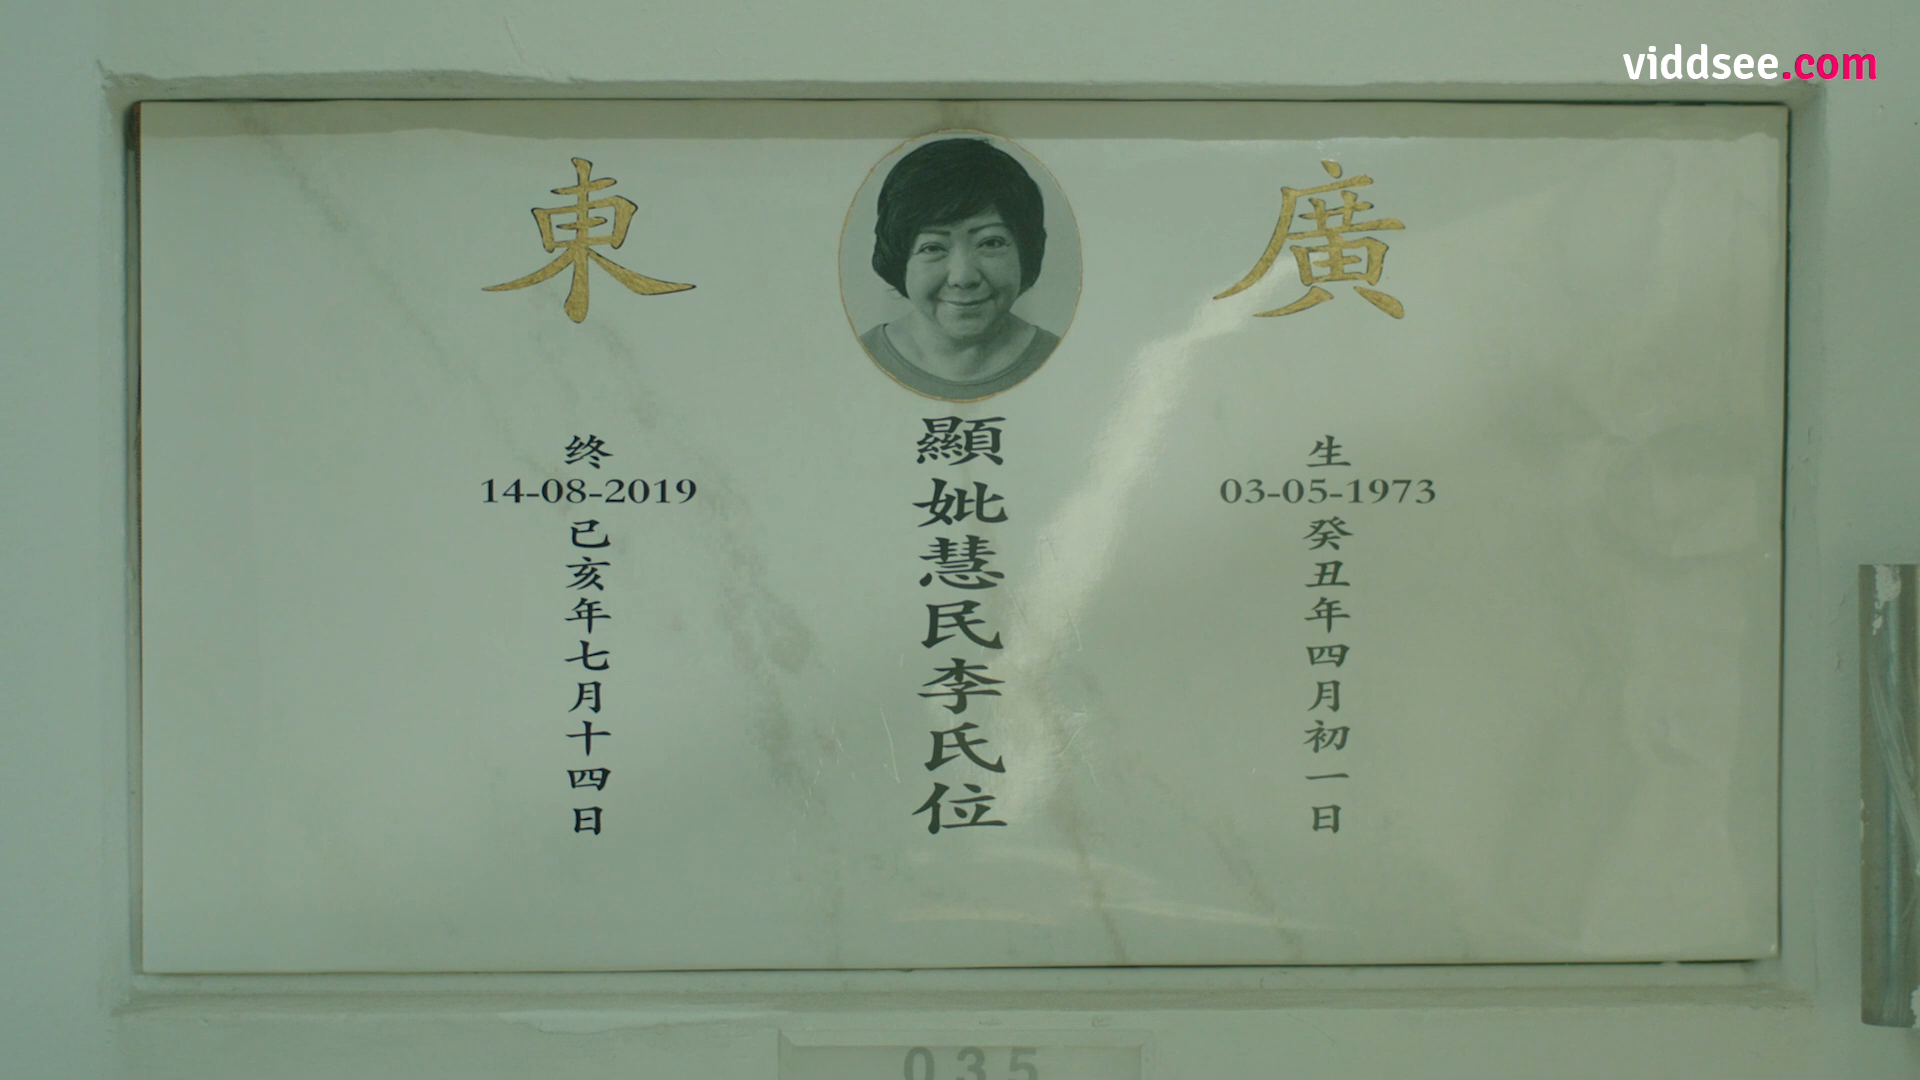 viddsee.com
廣東
生
03-05-1973
癸丑年四月初一日
顯妣慧民李氏位
终
14-08-2019
已亥年七月十四日
035